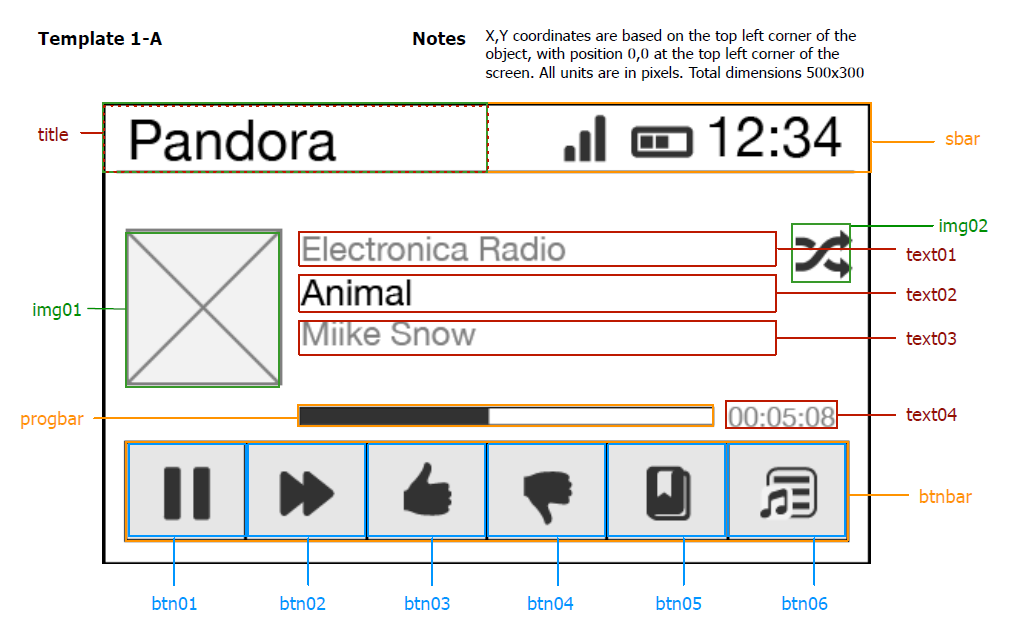 Template 1-A
Notes
X,Y coordinates are based on the top left corner of the
object, with position 0,0 at the top left corner of the
screen. All units are in pixels. Total dimensions 500x300
title
Pandora
12:34
sbar
img02
Electronica Radio
text01
Animal
text02
img01
Miike Snow
text03
progbar
00:05:08
text04
btnbar
btn01
btn02
btn03
btn04
btn05
btn06